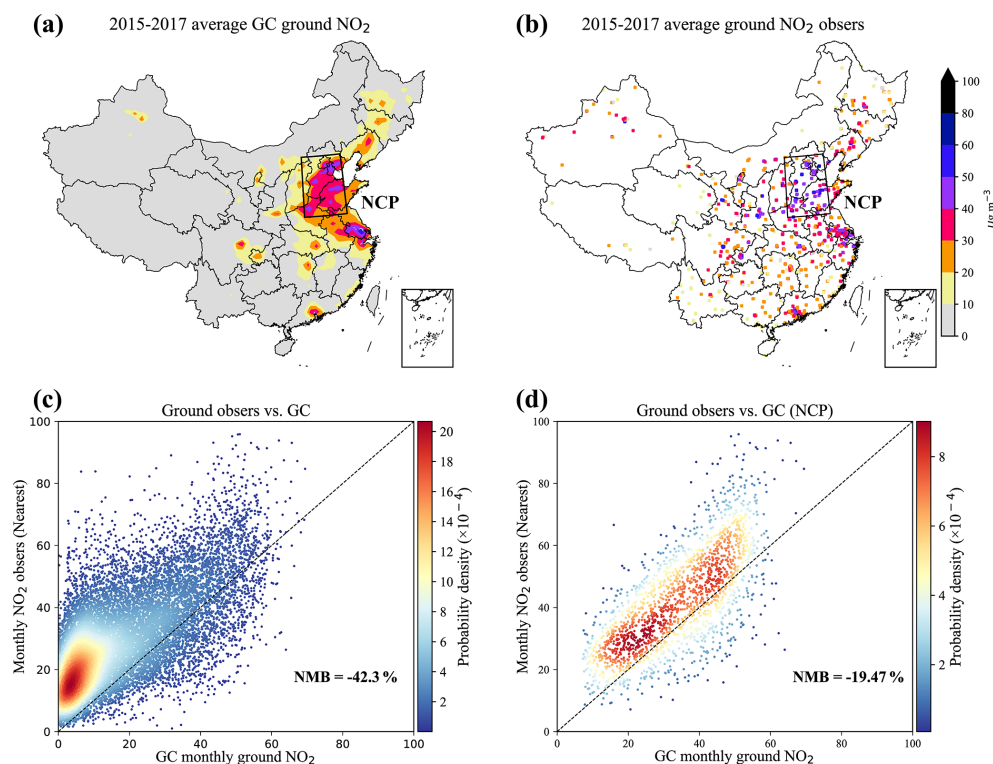 (a) 2015-2017 average GC ground NO₂
(b) 2015-2017 average ground NO₂ obsers
NCP
NCP
100
80
60
50
40
30
20
10
0
μg m⁻³
(c)
Ground obsers vs. GC
100
80
60
40
20
0
Monthly NO₂ obsers (Nearest)
NMB = -42.3 %
0 20 40 60 80 100
GC monthly ground NO₂
20
18
16
14
12
10
8
6
4
2
Probability density (×10⁻⁴)
(d)
Ground obsers vs. GC (NCP)
100
80
60
40
20
0
Monthly NO₂ obsers (Nearest)
NMB = -19.47 %
0 20 40 60 80 100
GC monthly ground NO₂
8
6
4
2
Probability density (×10⁻⁴)